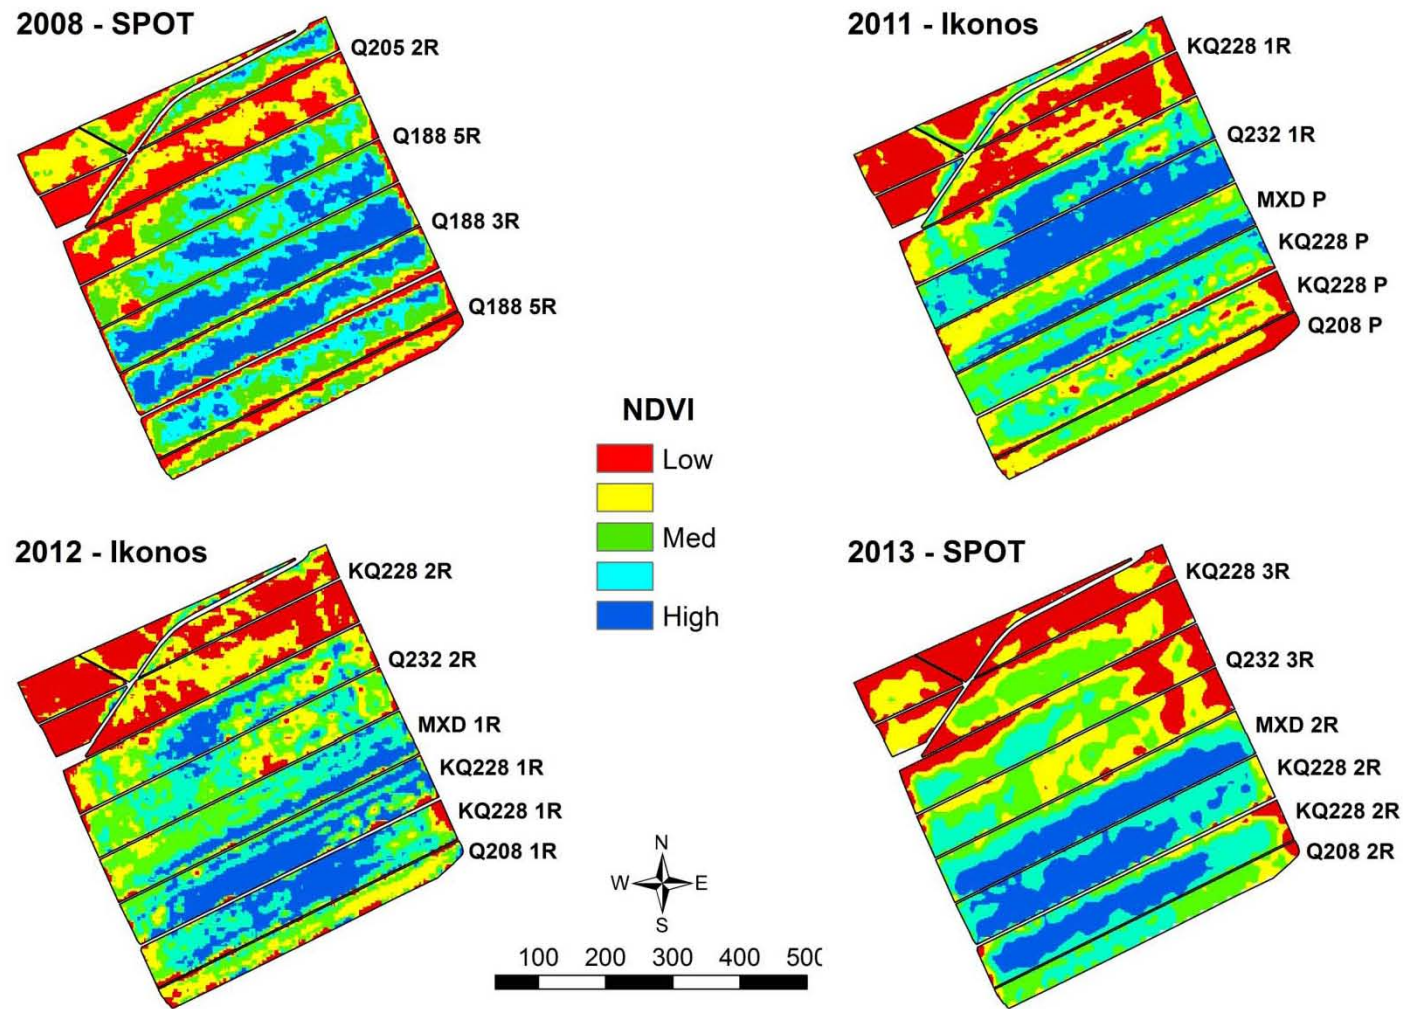 2008 - SPOT
Q205 2R
Q188 5R
Q188 3R
Q188 5R
2011 - Ikonos
KQ228 1R
Q232 1R
MXD P
KQ228 P
KQ228 P
Q208 P
NDVI
Low
Med
High
2012 - Ikonos
KQ228 2R
Q232 2R
MXD 1R
KQ228 1R
KQ228 1R
Q208 1R
2013 - SPOT
KQ228 3R
Q232 3R
MXD 2R
KQ228 2R
KQ228 2R
Q208 2R
N
W E
S
100 200 300 400 500